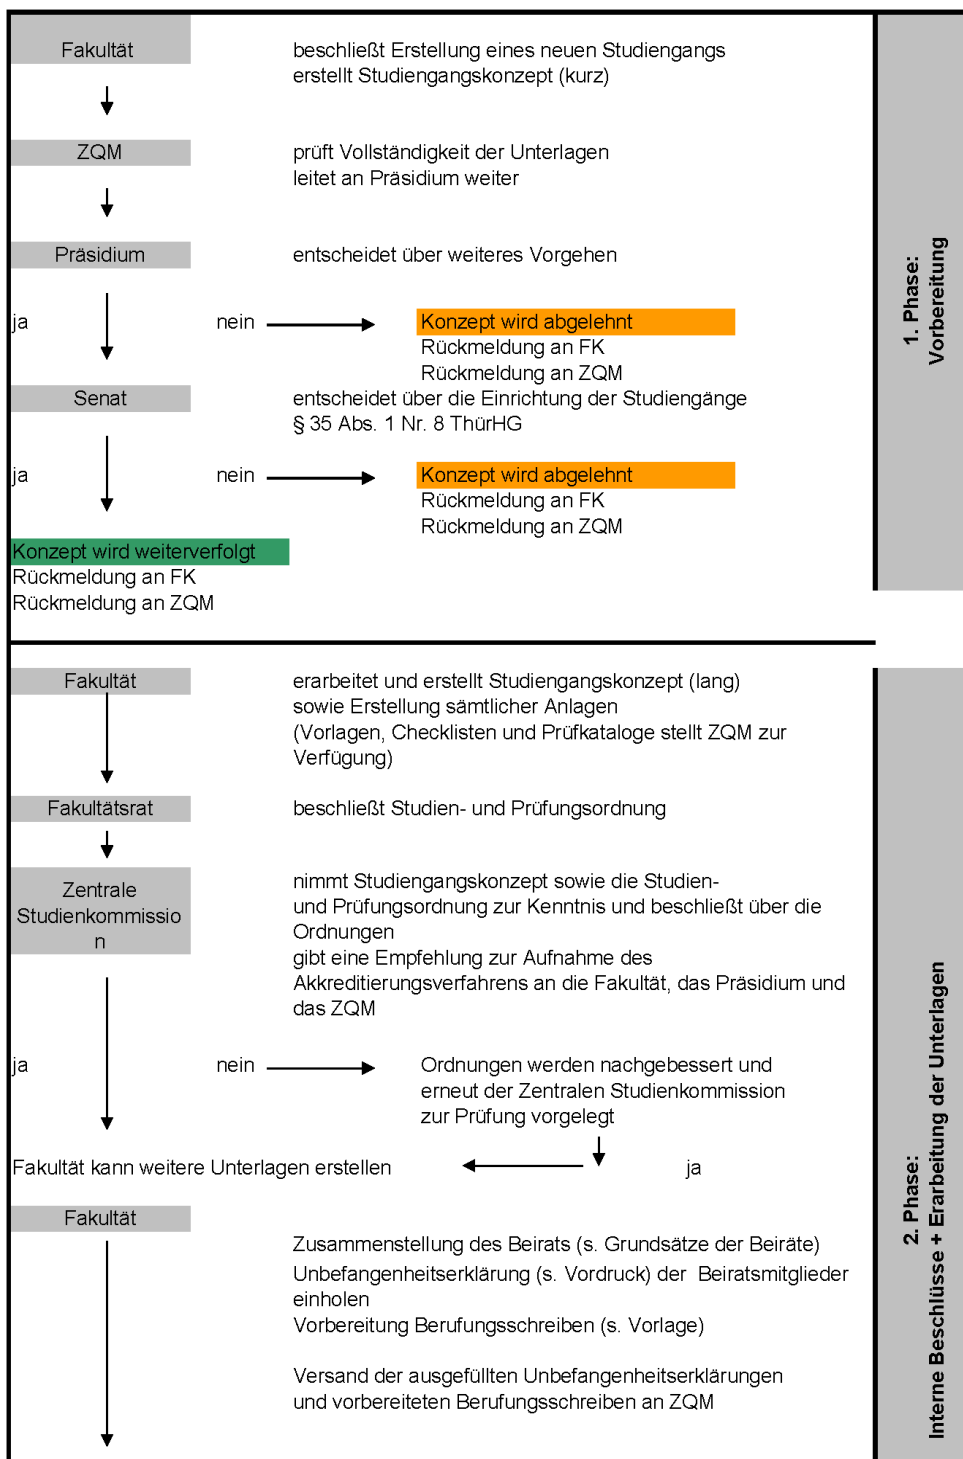 Fakultät
beschließt Erstellung eines neuen Studiengangs
erstellt Studiengangskonzept (kurz)
ZQM
prüft Vollständigkeit der Unterlagen
leitet an Präsidium weiter
Präsidium
entscheidet über weiteres Vorgehen
ja
nein
Konzept wird abgelehnt
Rückmeldung an FK
Rückmeldung an ZQM
Senat
entscheidet über die Einrichtung der Studiengänge
§ 35 Abs. 1 Nr. 8 ThürHG
ja
nein
Konzept wird abgelehnt
Rückmeldung an FK
Rückmeldung an ZQM
Konzept wird weiterverfolgt
Rückmeldung an FK
Rückmeldung an ZQM
1. Phase:
Vorbereitung
Fakultät
erarbeitet und erstellt Studiengangskonzept (lang)
sowie Erstellung sämtlicher Anlagen
(Vorlagen, Checklisten und Prüfkataloge stellt ZQM zur
Verfügung)
Fakultätsrat
beschließt Studien- und Prüfungsordnung
Zentrale
Studienkommissio
n
nimmt Studiengangskonzept sowie die Studien-
und Prüfungsordnung zur Kenntnis und beschließt über die
Ordnungen
gibt eine Empfehlung zur Aufnahme des
Akkreditierungsverfahrens an die Fakultät, das Präsidium und
das ZQM
ja
nein
Ordnungen werden nachgebessert und
erneut der Zentralen Studienkommission
zur Prüfung vorgelegt
Fakultät kann weitere Unterlagen erstellen
ja
Fakultät
Zusammenstellung des Beirats (s. Grundsätze der Beiräte)
Unbefangenheitserklärung (s. Vordruck) der Beiratsmitglieder
einholen
Vorbereitung Berufungsschreiben (s. Vorlage)
Versand der ausgefüllten Unbefangenheitserklärungen
und vorbereiteten Berufungsschreiben an ZQM
2. Phase:
Interne Beschlüsse + Erarbeitung der Unterlagen